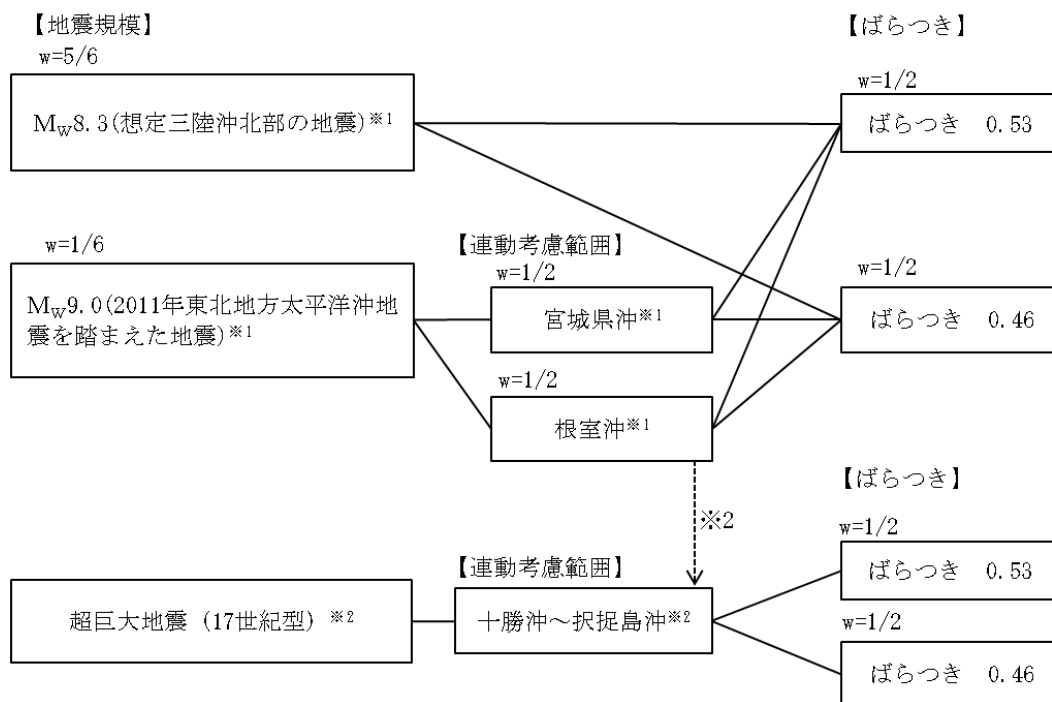 【地震規模】
w=5/6
MW8.3(想定三陸沖北部の地震)※1
【ばらつき】
w=1/2
ばらつき 0.53
w=1/6
MW9.0(2011年東北地方太平洋沖地
震を踏まえた地震)※1
【連動考慮範囲】
w=1/2
宮城県沖※1
w=1/2
根室沖※1
w=1/2
ばらつき 0.46
※2
超巨大地震（17世紀型）※2
【連動考慮範囲】
十勝沖～択捉島沖※2
【ばらつき】
w=1/2
ばらつき 0.53
w=1/2
ばらつき 0.46